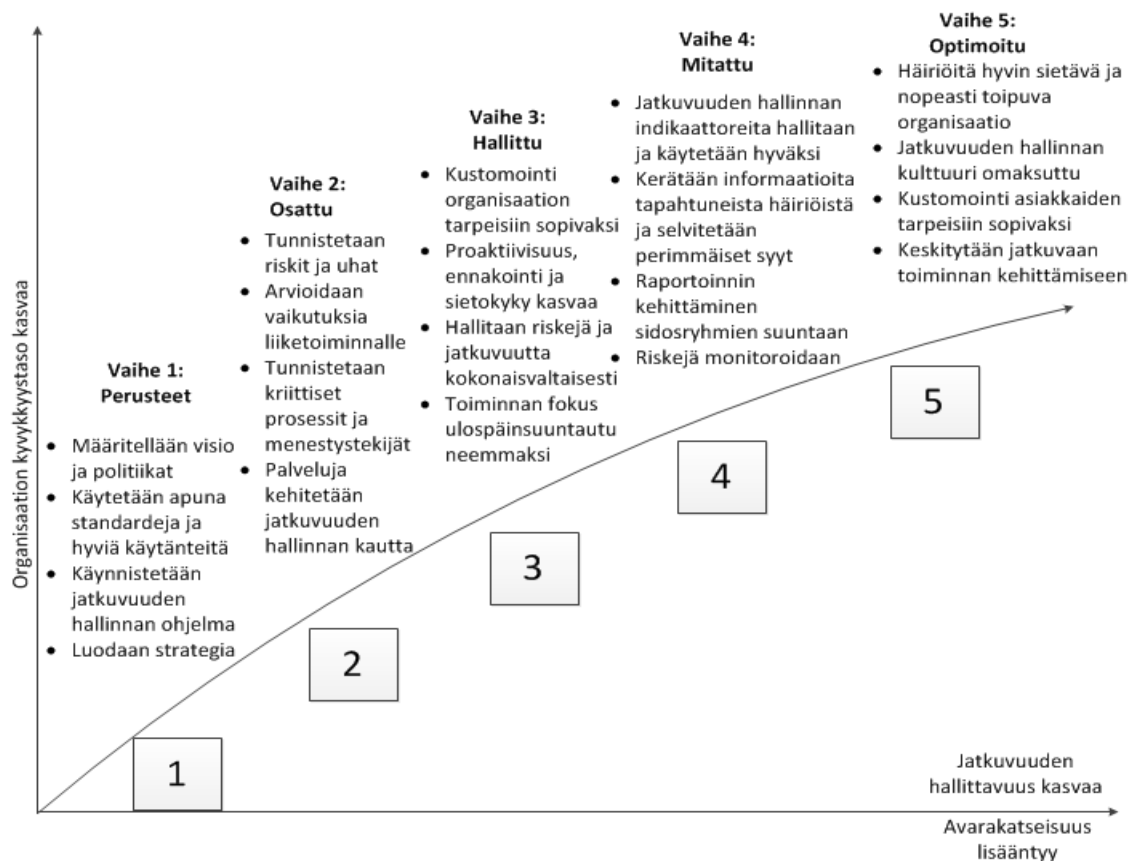 Organisaation kyvykkyystaso kasvaa
Vaihe 1:
Perusteet
• Määritellään visio
ja politiikat
• Käytetään apuna
standardeja ja
hyviä käytänteitä
• Käynnistetään
jatkuvuuden
hallinnan ohjelma
• Luodaan strategia
Vaihe 2:
Osattu
• Tunnistetaan
riskit ja uhat
• Arvioidaan
vaikutuksia
liiketoiminnalle
• Tunnistetaan
kriittiset
prosessit ja
menestystekijät
• Palveluja
kehitetään
jatkuvuuden
hallinnan kautta
Vaihe 3:
Hallittu
• Kustomointi
organisaation
tarpeisiin sopivaksi
• Proaktiivisuus,
ennakointi ja
sietokyky kasvaa
• Hallitaan riskejä ja
jatkuvuutta
kokonaisvaltaisesti
• Toiminnan fokus
ulospäinsuuntautu
neemmaksi
Vaihe 4:
Mitattu
• Jatkuvuuden hallinnan
indikaattoreita hallitaan
ja käytetään hyväksi
• Kerätään informaatioita
tapahtuneista häiriöistä
ja selvitetään
perimmäiset syyt
• Raportoinnin
kehittäminen
sidosryhmien suuntaan
• Riskejä monitoroidaan
Vaihe 5:
Optimoitu
• Häiriöitä hyvin sietävä ja
nopeasti toipuva
organisaatio
• Jatkuvuuden hallinnan
kulttuuri omaksuttu
• Kustomointi asiakkaiden
tarpeisiin sopivaksi
• Keskitytään jatkuvaan
toiminnan kehittämiseen
1
2
3
4
5
Jatkuvuuden
hallittavuus kasvaa
Avarakatseisuus
lisääntyy